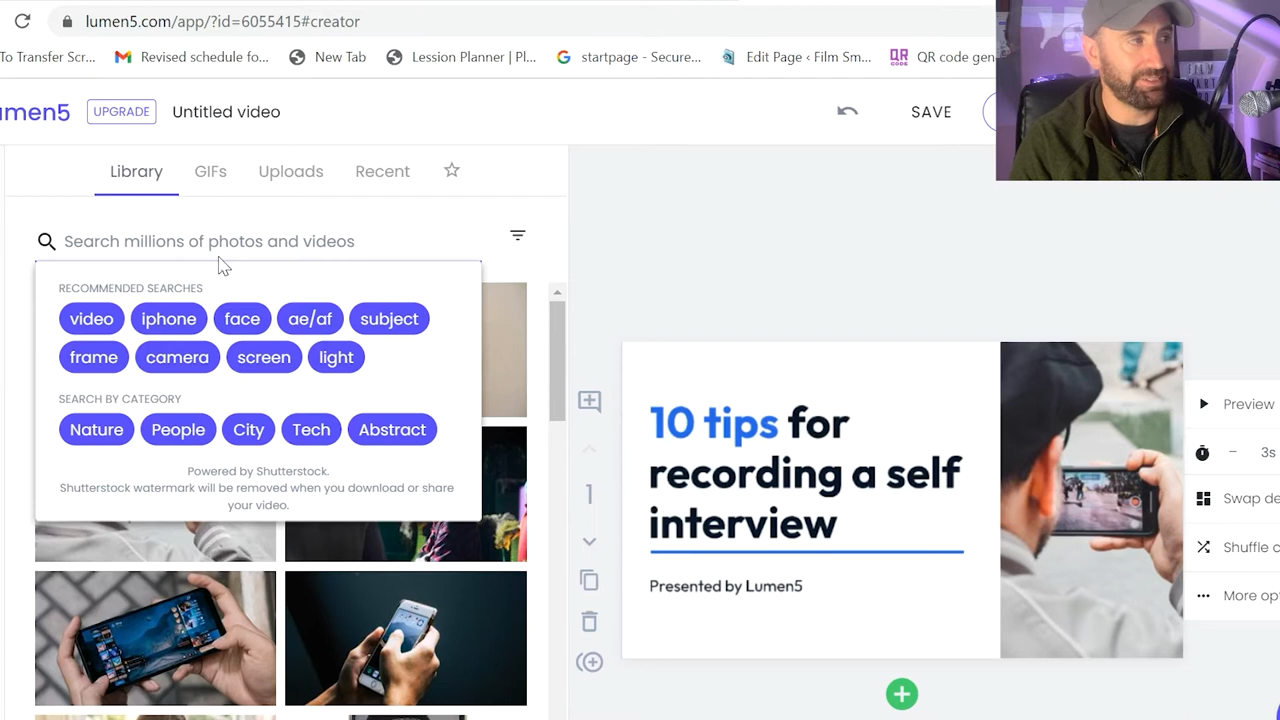 lumen5.com/app/?id=6055415#creator
To Transfer Scr... Revised schedule fo... New Tab Lession Planner | Pl... startpage - Secure... Edit Page ‹ Film Sm... QR code gen
umen5 UPGRADE Untitled video SAVE
Library GIFs Uploads Recent
Search millions of photos and videos
RECOMMENDED SEARCHES
video iphone face ae/af subject
frame camera screen light
SEARCH BY CATEGORY
Nature People City Tech Abstract
Powered by Shutterstock.
Shutterstock watermark will be removed when you download or share
your video.
1
10 tips for
recording a self
interview
Presented by Lumen5
Preview
− 3s
Swap de
Shuffle c
More opt